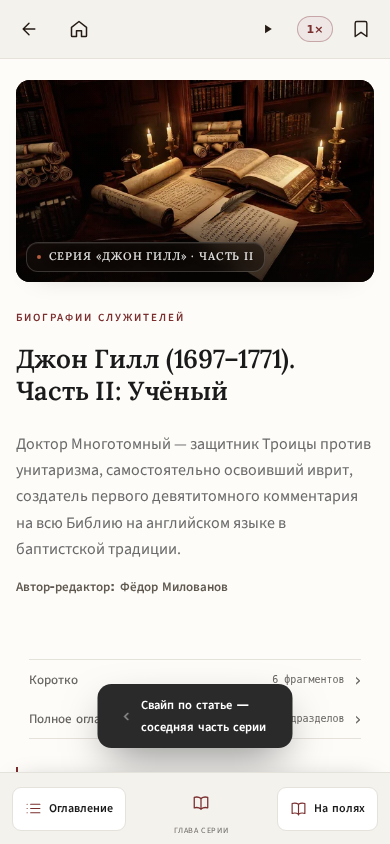 1×
СЕРИЯ «ДЖОН ГИЛЛ» · ЧАСТЬ II
БИОГРАФИИ СЛУЖИТЕЛЕЙ
Джон Гилл (1697–1771).
Часть II: Учёный
Доктор Многотомный — защитник Троицы против
унитаризма, самостоятельно освоивший иврит,
создатель первого девятитомного комментария
на всю Библию на английском языке в
баптистской традиции.
Автор-редактор: Фёдор Милованов
Коротко 6 фрагментов
Свайп по статье —
соседняя часть серии
Полное
Оглавление
ГЛАВА СЕРИИ
На полях